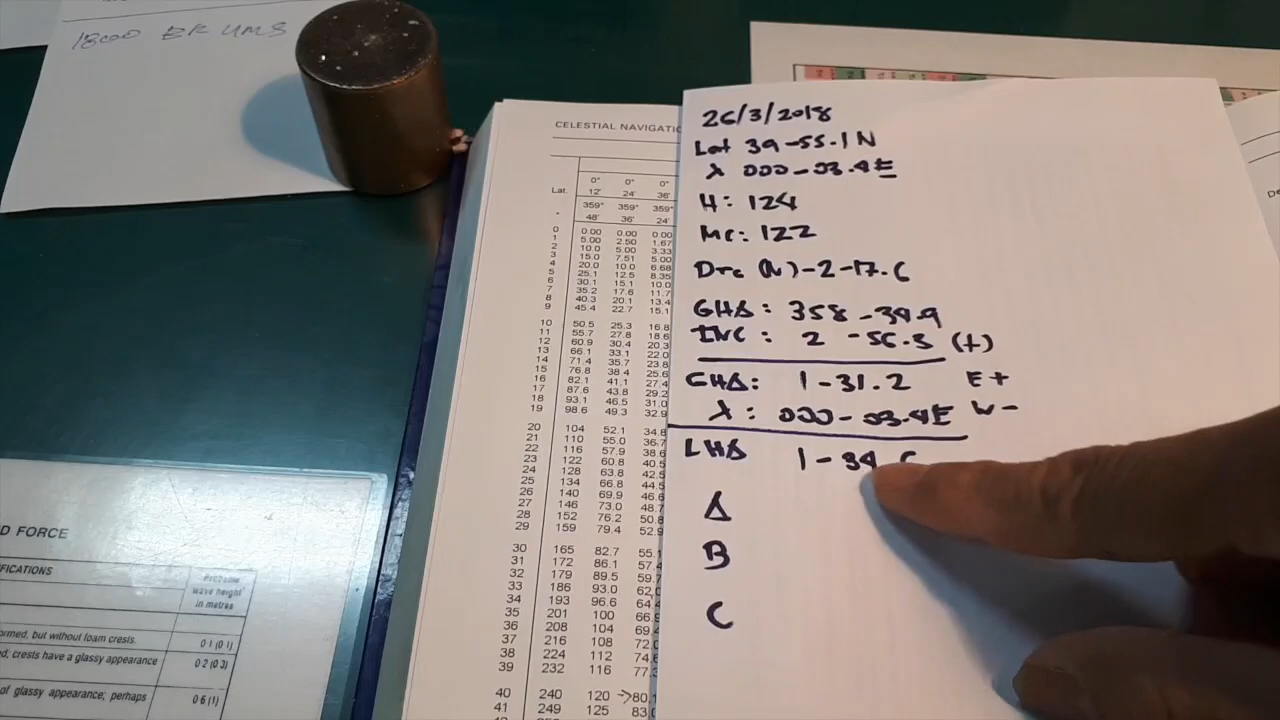 1800 BR UMS
CELESTIAL NAVIGATI
26/3/2018
Lat 39-55.1 N
λ 000-03.4 E
H: 124
Mc: 122
Dec (N)-2-17.6
GHA: 358-34.9
INC: 2-56.3 (+)
GHA: 1-31.2 E+
λ: 000-03.4E W-
LHA 1-34.6
A
B
C
Lat.
0° 0° 0°
12' 24' 36'
359° 359° 359°
48' 36' 24'
0 0.00 0.00 0.00
1 5.00 2.50 1.67
2 10.0 5.00 3.33
3 15.0 7.51 5.00
4 20.0 10.0 6.68
5 25.1 12.5 8.35
6 30.1 15.1 10.0
7 35.2 17.6 11.7
8 40.3 20.1 13.4
9 45.4 22.7 15.1
10 50.5 25.3 16.8
11 55.7 27.8 18.6
12 60.9 30.4 20.3
13 66.1 33.1 22.0
14 71.4 35.7 23.8
15 76.8 38.4 25.6
16 82.1 41.1 27.4
17 87.6 43.8 29.2
18 93.1 46.5 31.0
19 98.6 49.3 32.9
20 104 52.1 34.8
21 110 55.0 36.7
22 116 57.9 38.6
23 122 60.8 40.5
24 128 63.8 42.5
25 134 66.8 44.5
26 140 69.9 46.6
27 146 73.0 48.7
28 152 76.2 50.8
29 159 79.4 52.9
30 165 82.7 55.1
31 172 86.1 57.4
32 179 89.5 59.7
33 186 93.0 62.0
34 193 96.6 64.4
35 201 100 66.9
36 208 104 69.4
37 216 108 72.0
38 224 112 74.6
39 232 116 77.3
40 240 120 →80.1
41 249 125 83.0
D FORCE
IFICATIONS
Probable
wave height
in metres
ormed, but without foam crests. 0·1 (0·1)
ed; crests have a glassy appearance 0·2 (0·3)
of glassy appearance; perhaps 0·6 (1)